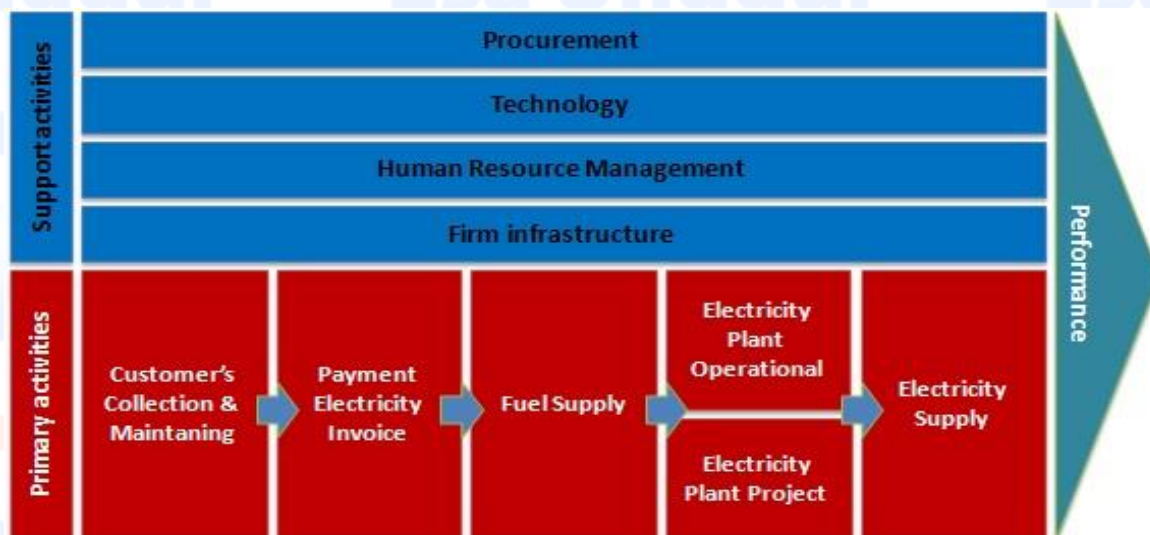 Support activities
Procurement
Technology
Human Resource Management
Firm infrastructure
Primary activities
Customer's
Collection &
Maintaning
Payment
Electricity
Invoice
Fuel Supply
Electricity
Plant
Operational
Electricity
Plant Project
Electricity
Supply
Performance